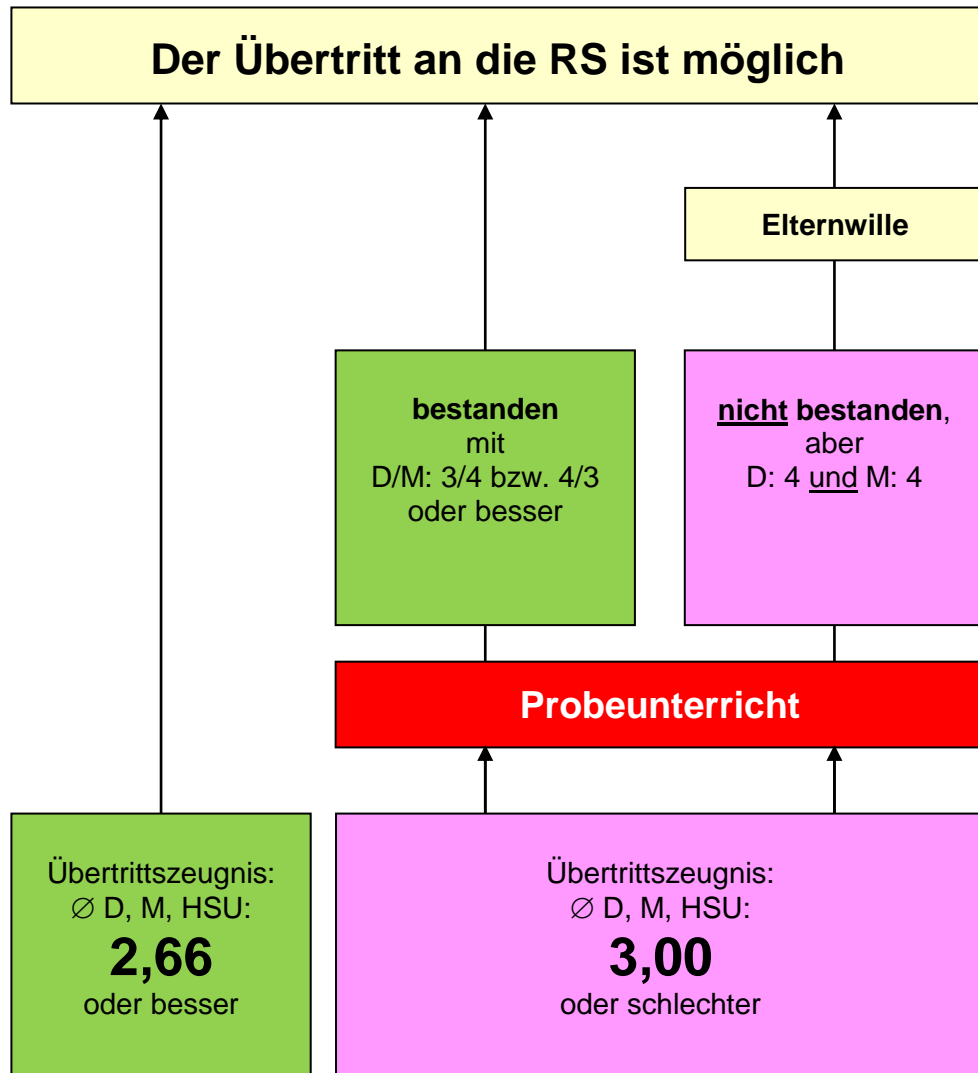 Der Übertritt an die RS ist möglich
Elternwille
bestanden
mit
D/M: 3/4 bzw. 4/3
oder besser
nicht bestanden,
aber
D: 4 und M: 4
Probeunterricht
Übertrittszeugnis:
∅ D, M, HSU:
2,66
oder besser
Übertrittszeugnis:
∅ D, M, HSU:
3,00
oder schlechter